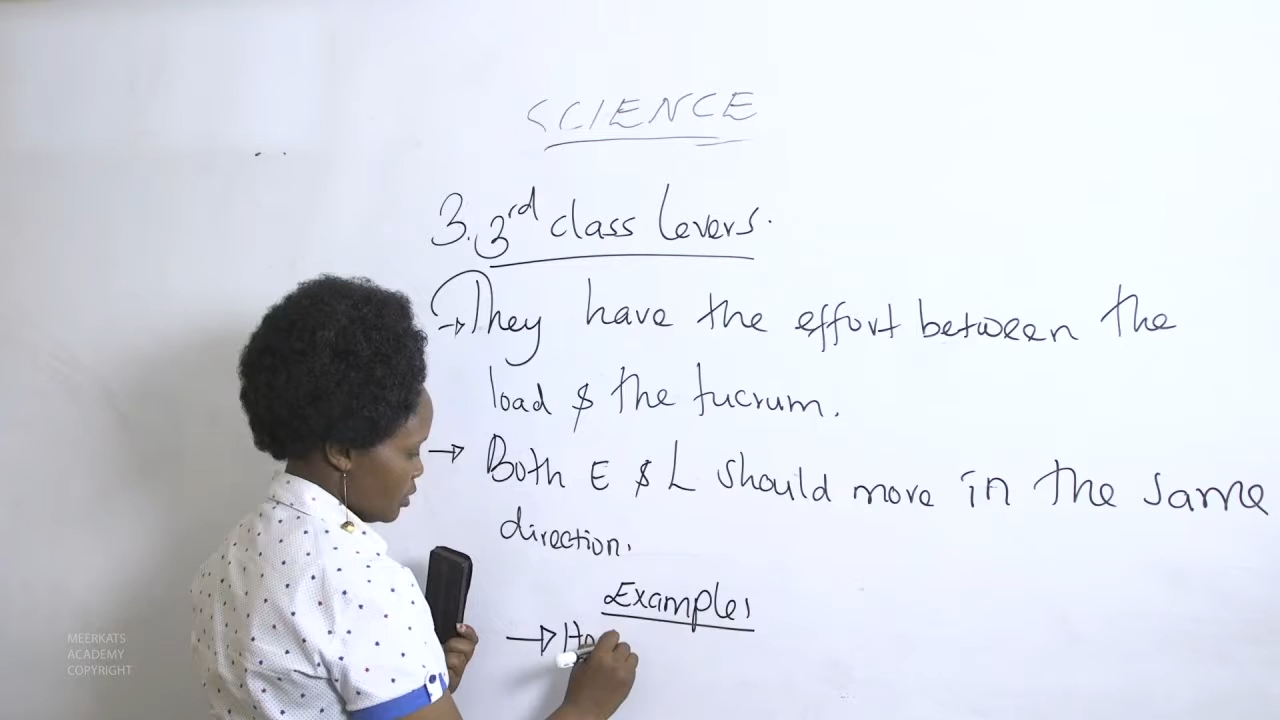 SCIENCE
3. 3rd class levers.
→ They have the effort between the
load $ the fucrum.
→ Both E $ L should move in the same
direction.
Examples
→
MEERKATS
ACADEMY
COPYRIGHT